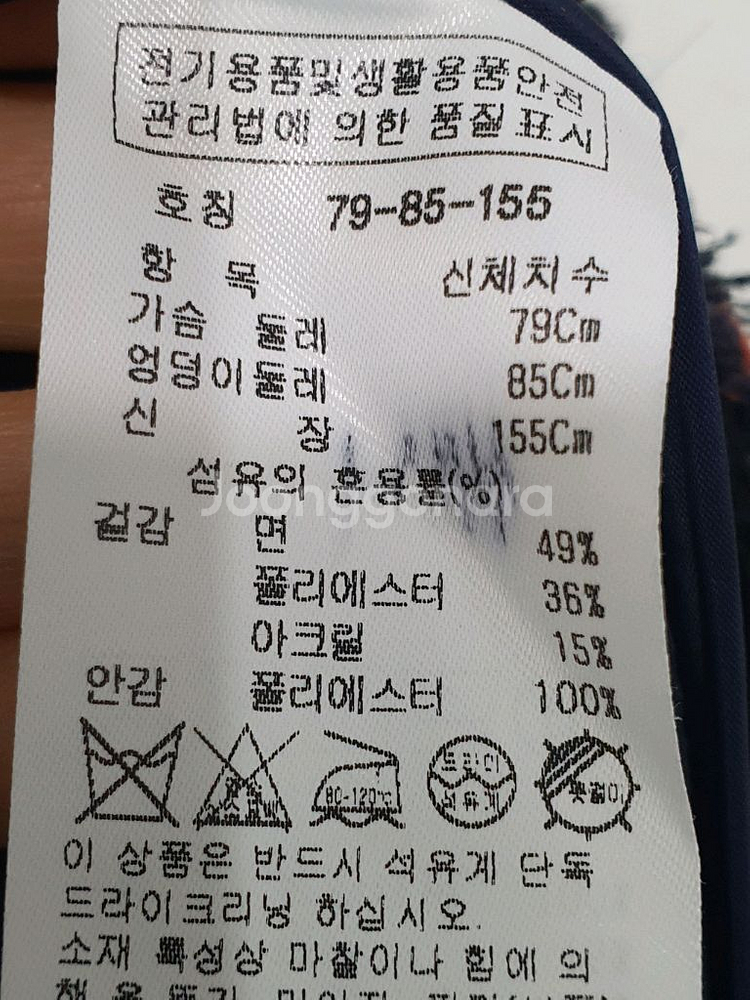 전기용품및생활용품안전
관리법에 의한 품질표시
호칭 79-85-155
항 목 신체치수
가슴 둘레 79Cm
엉덩이둘레 85Cm
신 장 155Cm
섬유의 혼용률(%)
Joonggonara
겉감 면 49%
폴리에스터 36%
아크릴 15%
안감 폴리에스터 100%
80-120℃ 드라이 석유계 옷걸이
이 상품은 반드시 석유계 단독
드라이크리닝 하십시오.
소재 특성상 마찰이나 힘에 의